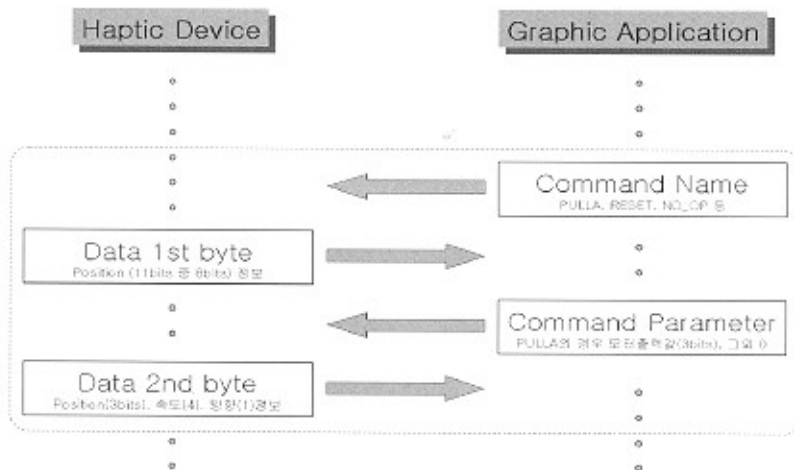 Haptic Device
Graphic Application
Command Name
PULLA, RESET, NO_OP 등
Data 1st byte
Position (11bits 중 8bits) 정보
Command Parameter
PULLA의 경우 모터출력값(3bits), 그외 0
Data 2nd byte
Position(3bits), 속도(4), 방향(1)정보